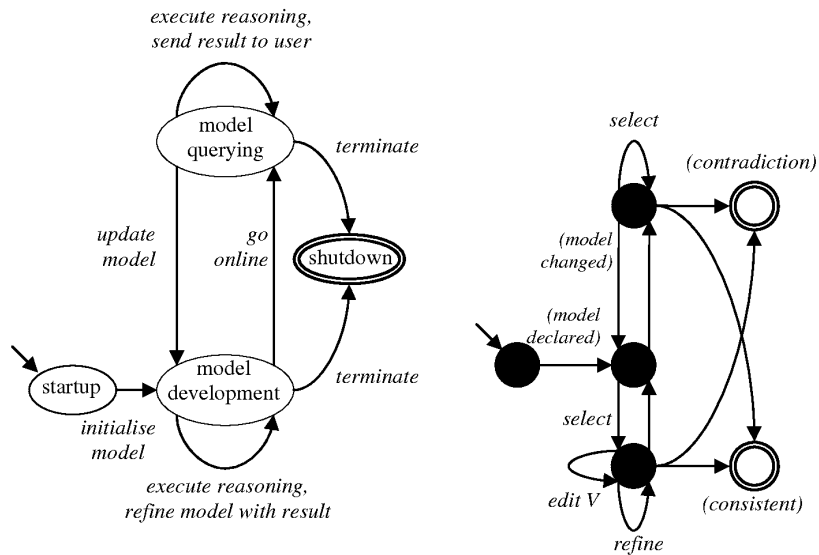 execute reasoning,
send result to user
model
querying
terminate
update
model
go
online
shutdown
startup
model
development
terminate
initialise
model
execute reasoning,
refine model with result
select
(contradiction)
(model
changed)
(model
declared)
select
edit V
(consistent)
refine